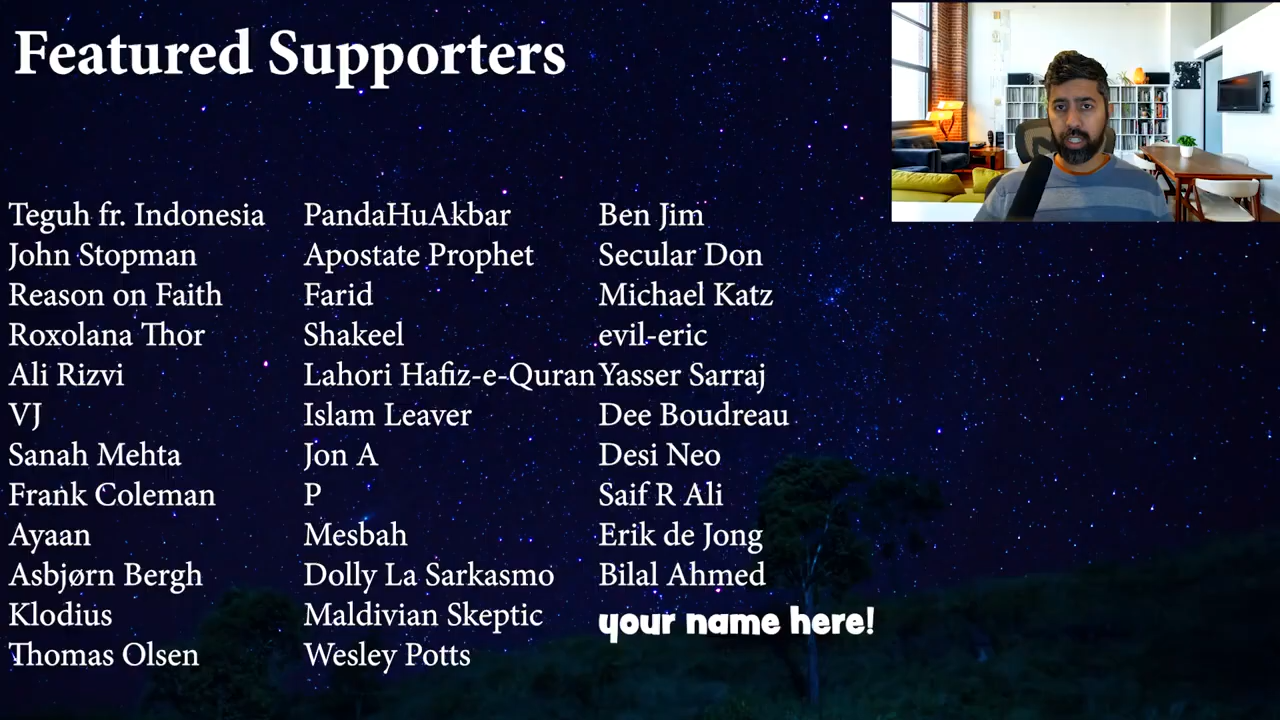 Featured Supporters
Teguh fr. Indonesia
John Stopman
Reason on Faith
Roxolana Thor
Ali Rizvi
VJ
Sanah Mehta
Frank Coleman
Ayaan
Asbjørn Bergh
Klodius
Thomas Olsen
PandaHuAkbar
Apostate Prophet
Farid
Shakeel
Lahori Hafiz-e-Quran
Islam Leaver
Jon A
P
Mesbah
Dolly La Sarkasmo
Maldivian Skeptic
Wesley Potts
Ben Jim
Secular Don
Michael Katz
evil-eric
Yasser Sarraj
Dee Boudreau
Desi Neo
Saif R Ali
Erik de Jong
Bilal Ahmed
your name here!